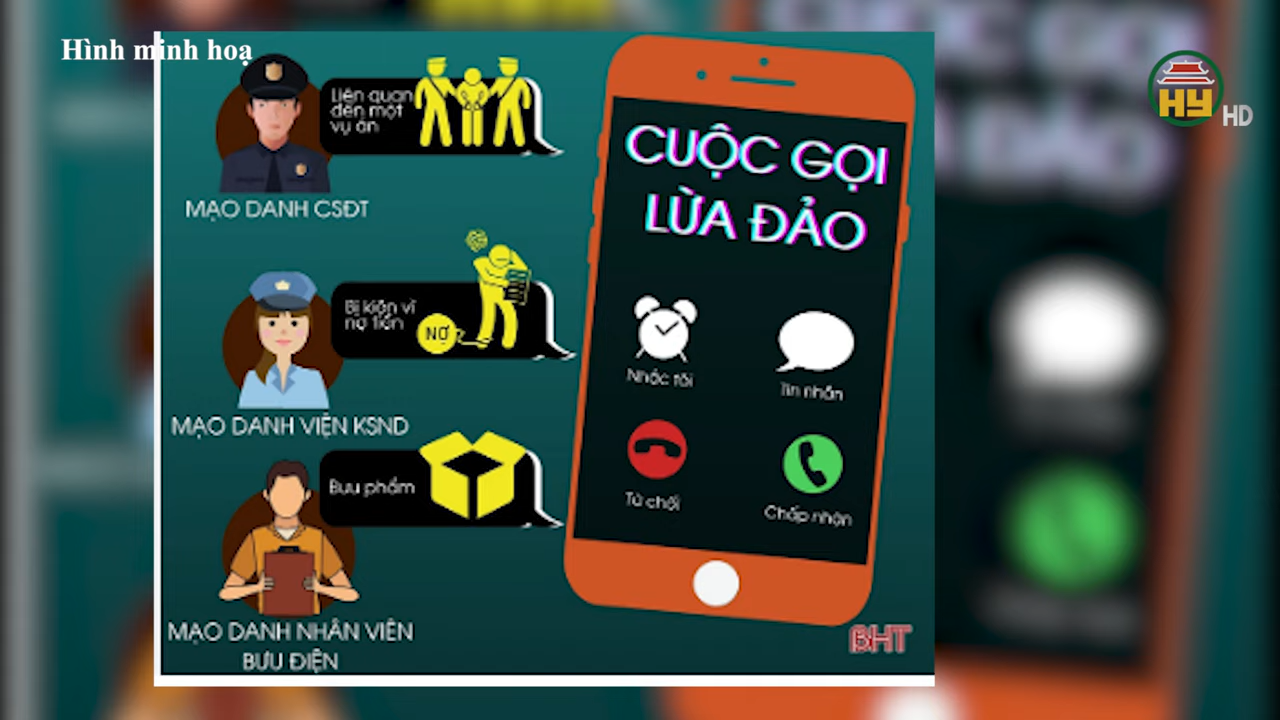 Hình minh hoạ
HY HD
Liên quan
đến một
vụ án
MẠO DANH CSĐT
Bị kiện vì
nợ tiền
NỢ
MẠO DANH VIỆN KSND
Bưu phẩm
MẠO DANH NHÂN VIÊN
BƯU ĐIỆN
CUỘC GỌI
LỪA ĐẢO
Nhắc tôi
Tin nhắn
Từ chối
Chấp nhận
BHT